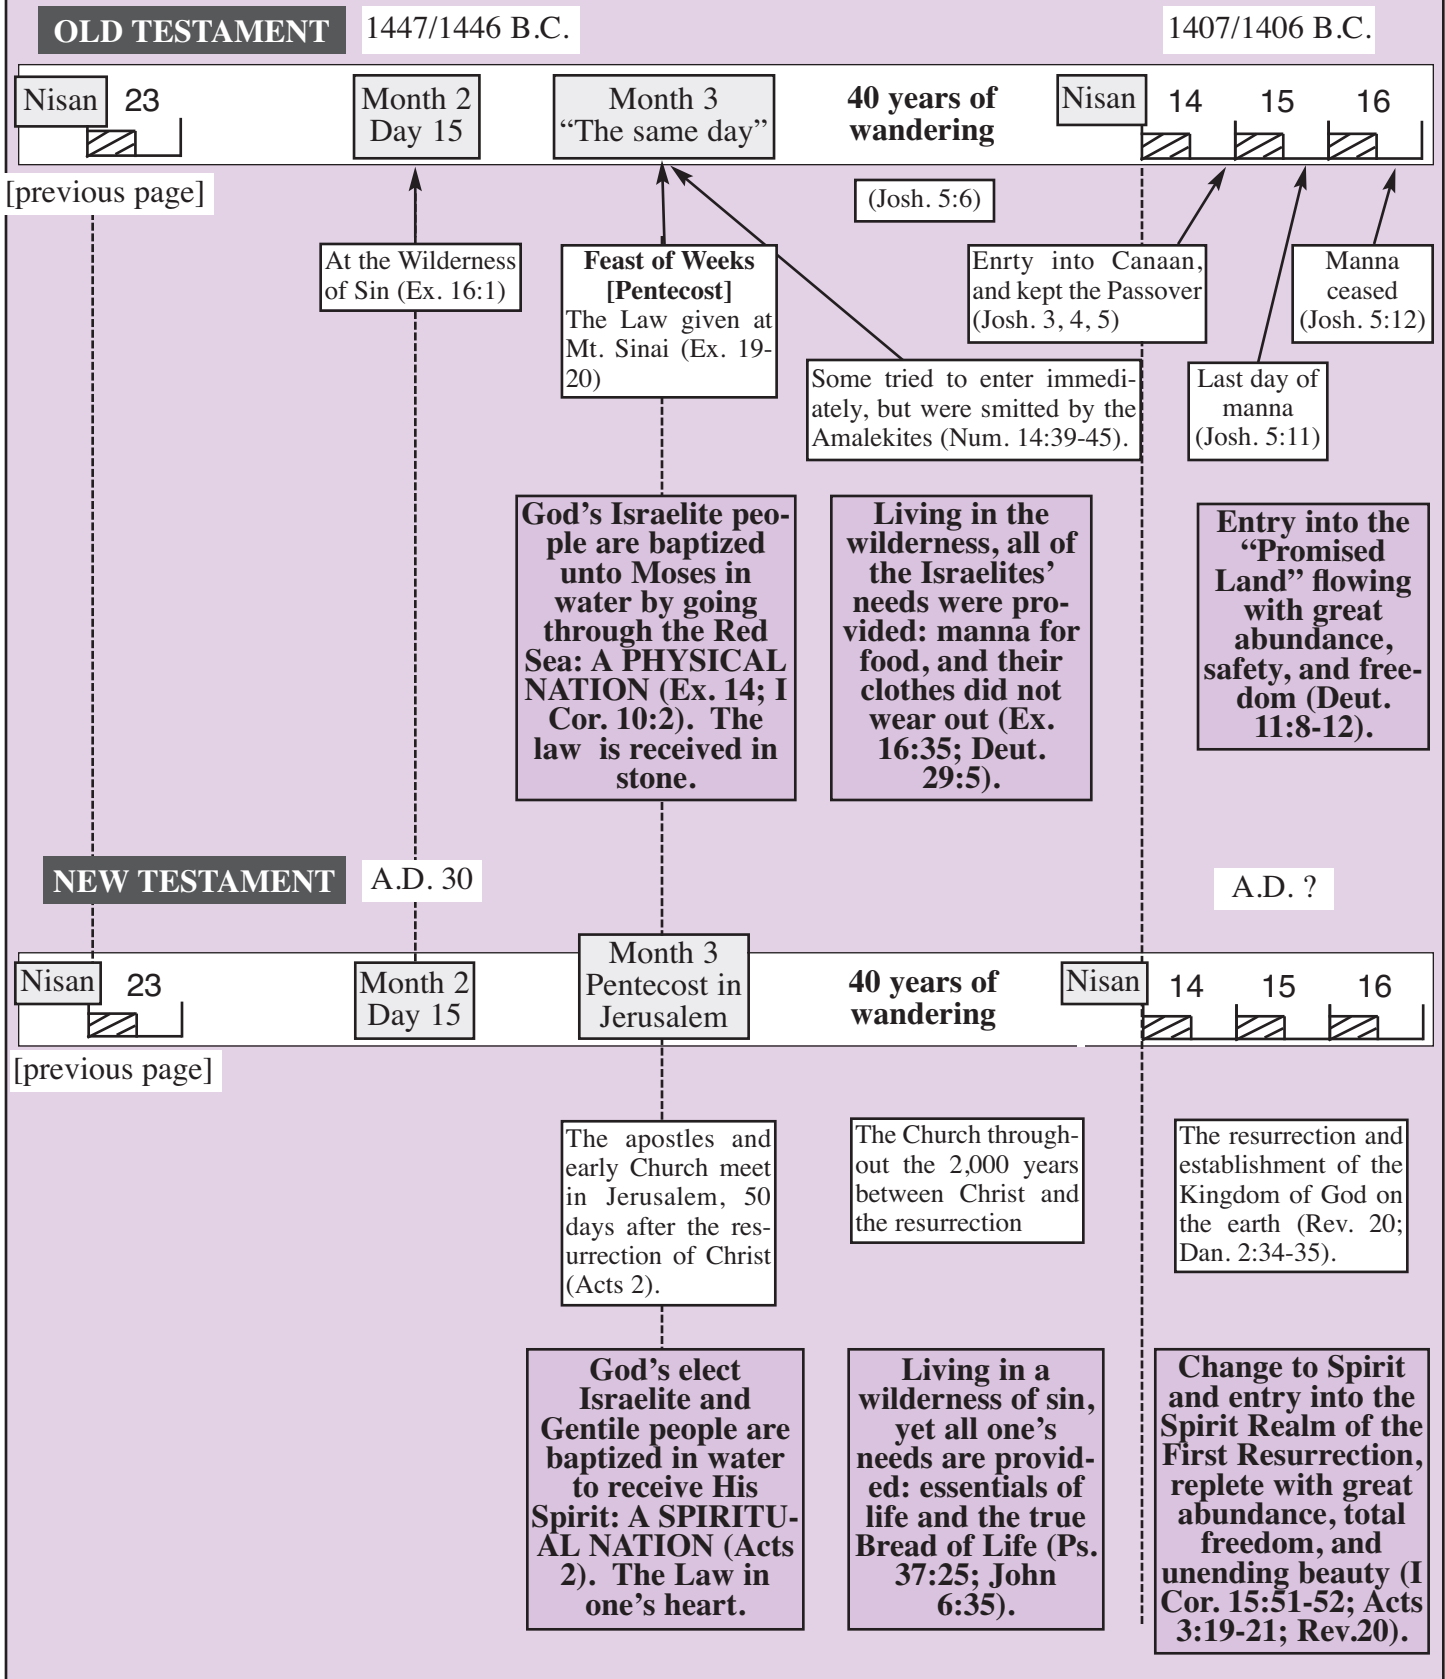 OLD TESTAMENT
1447/1446 B.C.
1407/1406 B.C.
Nisan
23
Month 2
Day 15
Month 3
“The same day”
40 years of
wandering
Nisan
14
15
16
[previous page]
(Josh. 5:6)
At the Wilderness
of Sin (Ex. 16:1)
Feast of Weeks
[Pentecost]
The Law given at
Mt. Sinai (Ex. 19-
20)
Some tried to enter immedi-
ately, but were smitted by the
Amalekites (Num. 14:39-45).
Enrty into Canaan,
and kept the Passover
(Josh. 3, 4, 5)
Last day of
manna
(Josh. 5:11)
Manna
ceased
(Josh. 5:12)
God’s Israelite peo-
ple are baptized
unto Moses in
water by going
through the Red
Sea: A PHYSICAL
NATION (Ex. 14; I
Cor. 10:2). The
law is received in
stone.
Living in the
wilderness, all of
the Israelites’
needs were pro-
vided: manna for
food, and their
clothes did not
wear out (Ex.
16:35; Deut.
29:5).
Entry into the
“Promised
Land” flowing
with great
abundance,
safety, and free-
dom (Deut.
11:8-12).
NEW TESTAMENT
A.D. 30
A.D. ?
Nisan
23
Month 2
Day 15
Month 3
Pentecost in
Jerusalem
40 years of
wandering
Nisan
14
15
16
[previous page]
The apostles and
early Church meet
in Jerusalem, 50
days after the res-
urrection of Christ
(Acts 2).
The Church through-
out the 2,000 years
between Christ and
the resurrection
The resurrection and
establishment of the
Kingdom of God on
the earth (Rev. 20;
Dan. 2:34-35).
God’s elect
Israelite and
Gentile people are
baptized in water
to receive His
Spirit: A SPIRITU-
AL NATION (Acts
2). The Law in
one’s heart.
Living in a
wilderness of sin,
yet all one’s
needs are provid-
ed: essentials of
life and the true
Bread of Life (Ps.
37:25; John
6:35).
Change to Spirit
and entry into the
Spirit Realm of the
First Resurrection,
replete with great
abundance, total
freedom, and
unending beauty (I
Cor. 15:51-52; Acts
3:19-21; Rev.20).